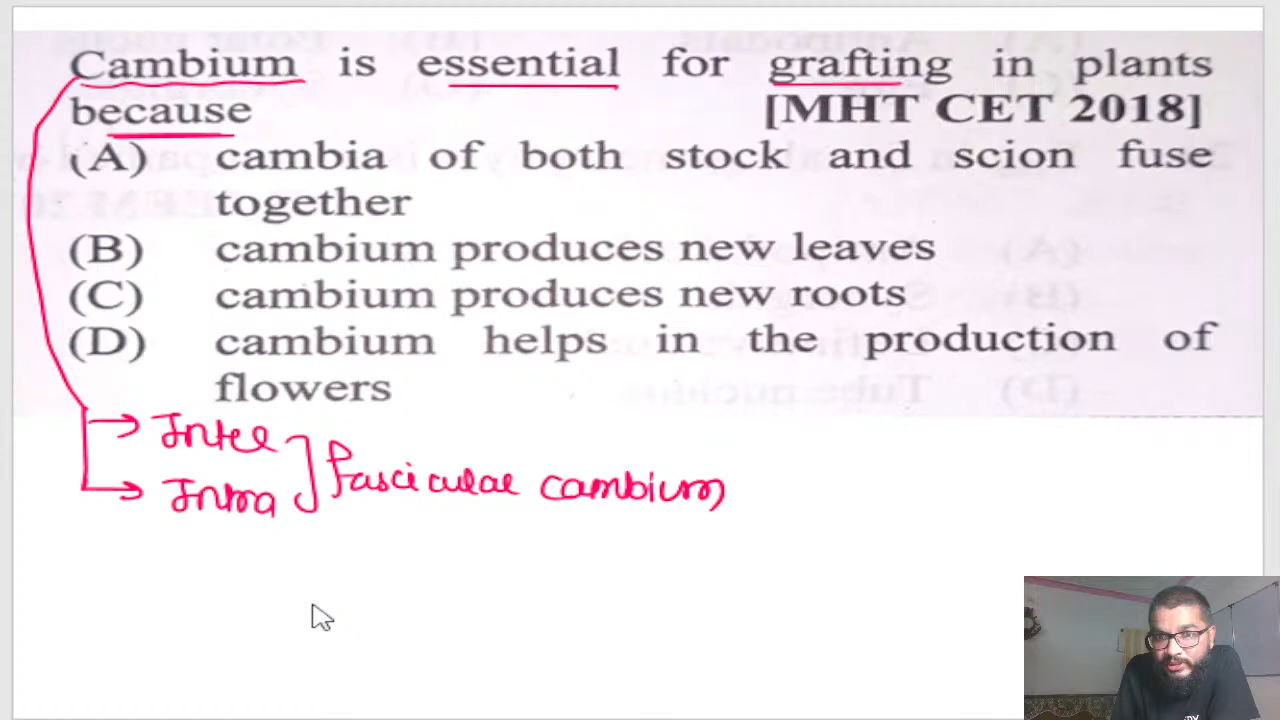 Cambium is essential for grafting in plants
because [MHT CET 2018]
(A) cambia of both stock and scion fuse
together
(B) cambium produces new leaves
(C) cambium produces new roots
(D) cambium helps in the production of
flowers
→ Inter
→ Intra
] fascicular cambium